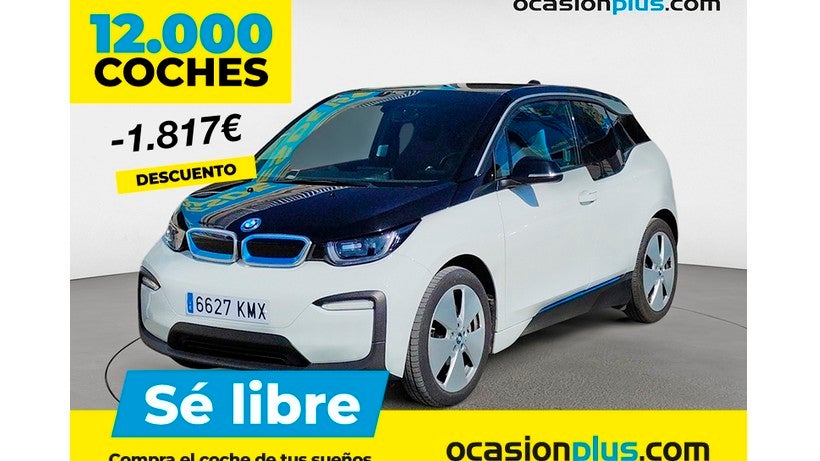 ocasionplus.com
12.000
COCHES
-1.817€
DESCUENTO
6627 KMX
Sé libre
Compra el coche de tus sueños
ocasionplus.com